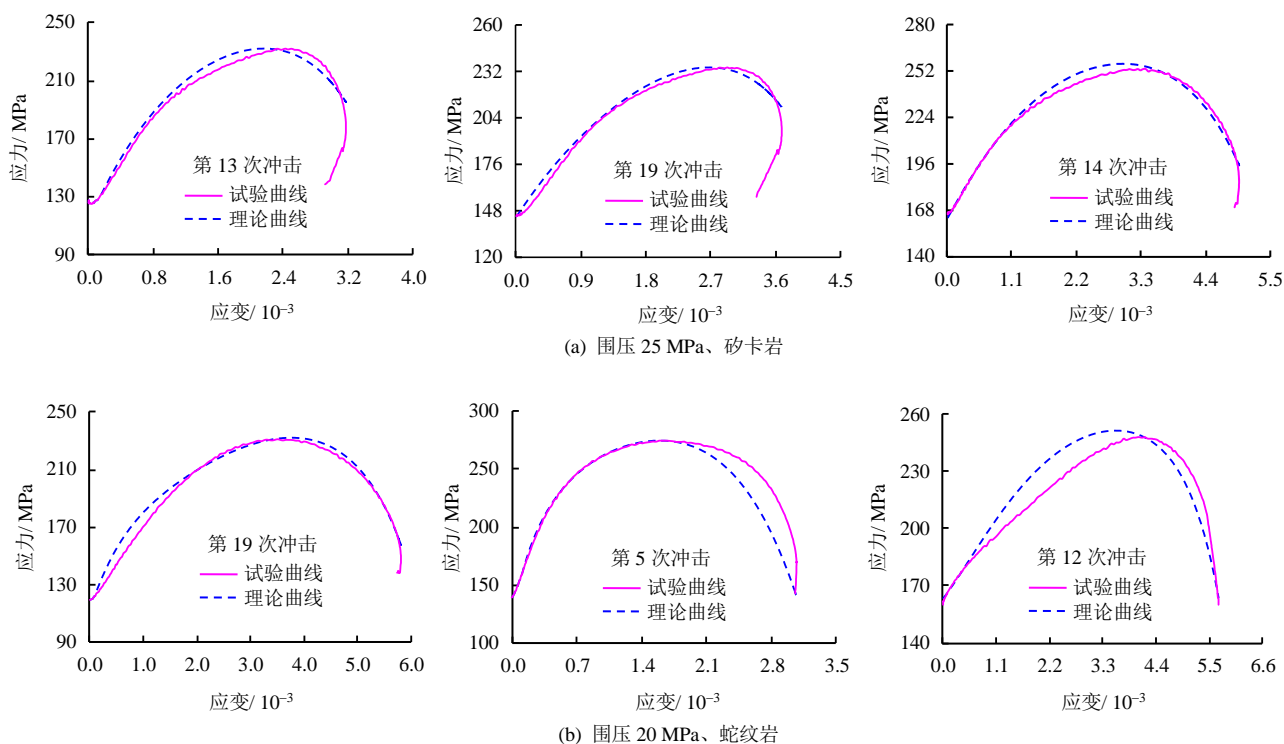 250
210
170
130
90
应力/ MPa
第 13 次冲击
试验曲线
理论曲线
0.0 0.8 1.6 2.4 3.2 4.0
应变/ 10⁻³
260
232
204
176
148
120
应力/ MPa
第 19 次冲击
试验曲线
理论曲线
0.0 0.9 1.8 2.7 3.6 4.5
应变/ 10⁻³
280
252
224
196
168
140
应力/ MPa
第 14 次冲击
试验曲线
理论曲线
0.0 1.1 2.2 3.3 4.4 5.5
应变/ 10⁻³
(a) 围压 25 MPa、矽卡岩
250
210
170
130
90
应力/ MPa
第 19 次冲击
试验曲线
理论曲线
0.0 1.0 2.0 3.0 4.0 5.0 6.0
应变/ 10⁻³
300
250
200
150
100
应力/ MPa
第 5 次冲击
试验曲线
理论曲线
0.0 0.7 1.4 2.1 2.8 3.5
应变/ 10⁻³
260
230
200
170
140
应力/ MPa
第 12 次冲击
试验曲线
理论曲线
0.0 1.1 2.2 3.3 4.4 5.5 6.6
应变/ 10⁻³
(b) 围压 20 MPa、蛇纹岩